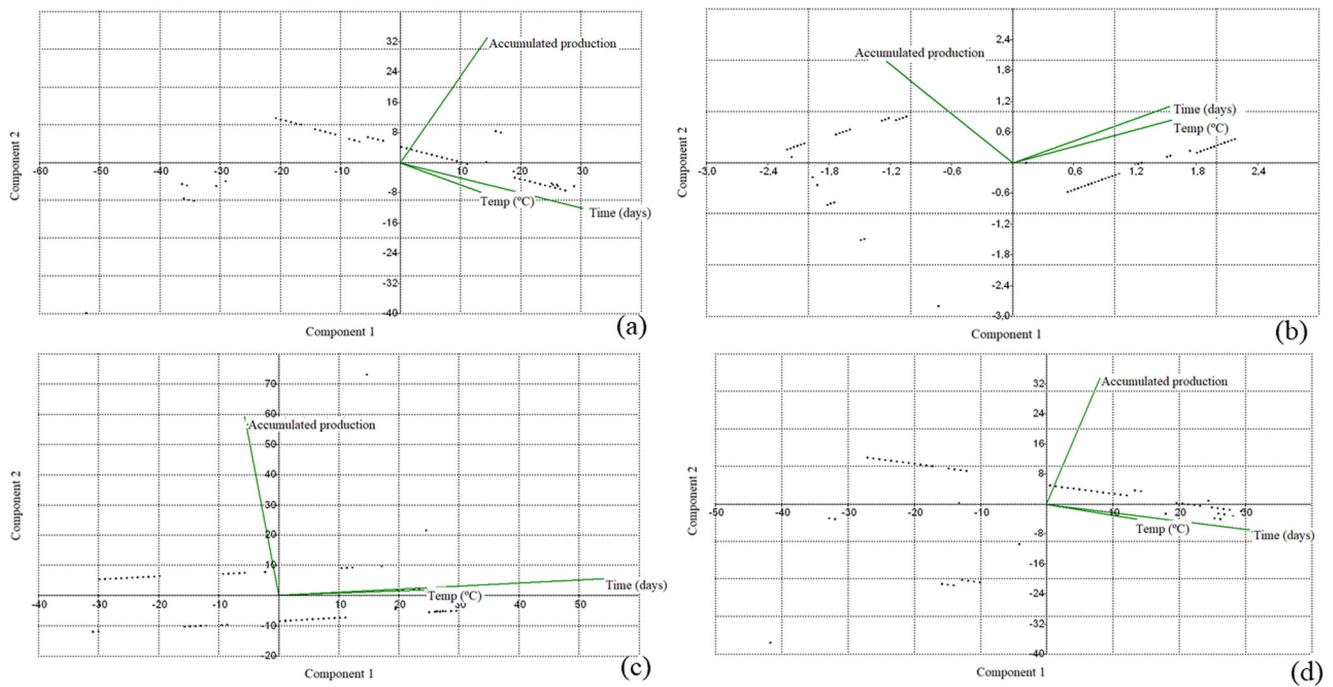 32
24
16
8
-60 -50 -40 -30 -20 -10 10 20 30
-8
-16
-24
-32
-40
Accumulated production
Temp (ºC)
Time (days)
Component 2
Component 1
(a)
2,4
1,8
1,2
0,6
-3,0 -2,4 -1,8 -1,2 -0,6 0,6 1,2 1,8 2,4
-0,6
-1,2
-1,8
-2,4
-3,0
Accumulated production
Time (days)
Temp (ºC)
Component 2
Component 1
(b)
70
60
50
40
30
20
10
-40 -30 -20 -10 10 20 30 40 50
-10
-20
Accumulated production
Time (days)
Temp (ºC)
Component 2
Component 1
(c)
32
24
16
8
-50 -40 -30 -20 -10 10 20 30
-8
-16
-24
-32
-40
Accumulated production
Temp (ºC)
Time (days)
Component 2
Component 1
(d)